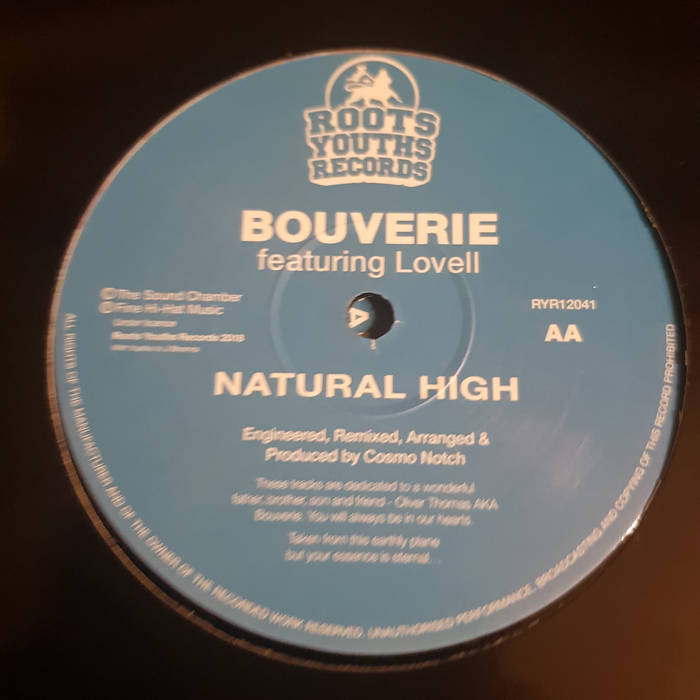 ROOTS
YOUTHS
RECORDS
BOUVERIE
featuring Lovell
Ⓟ The Sound Chamber
© Fine Hi-Hat Music
Roots Youths Records 2018
RYR12041
AA
A
NATURAL HIGH
Engineered, Remixed, Arranged &
Produced by Cosmo Notch
These tracks are dedicated to a wonderful
father, brother, son and friend - Oliver Thomas AKA
Bouverie. You will always be in our hearts.
Taken from this earthly plane
but your essence is eternal...
ALL RIGHTS OF THE MANUFACTURER AND OF THE OWNER OF THE RECORDED WORK RESERVED. UNAUTHORISED PERFORMANCE, BROADCASTING AND COPYING OF THIS RECORD PROHIBITED